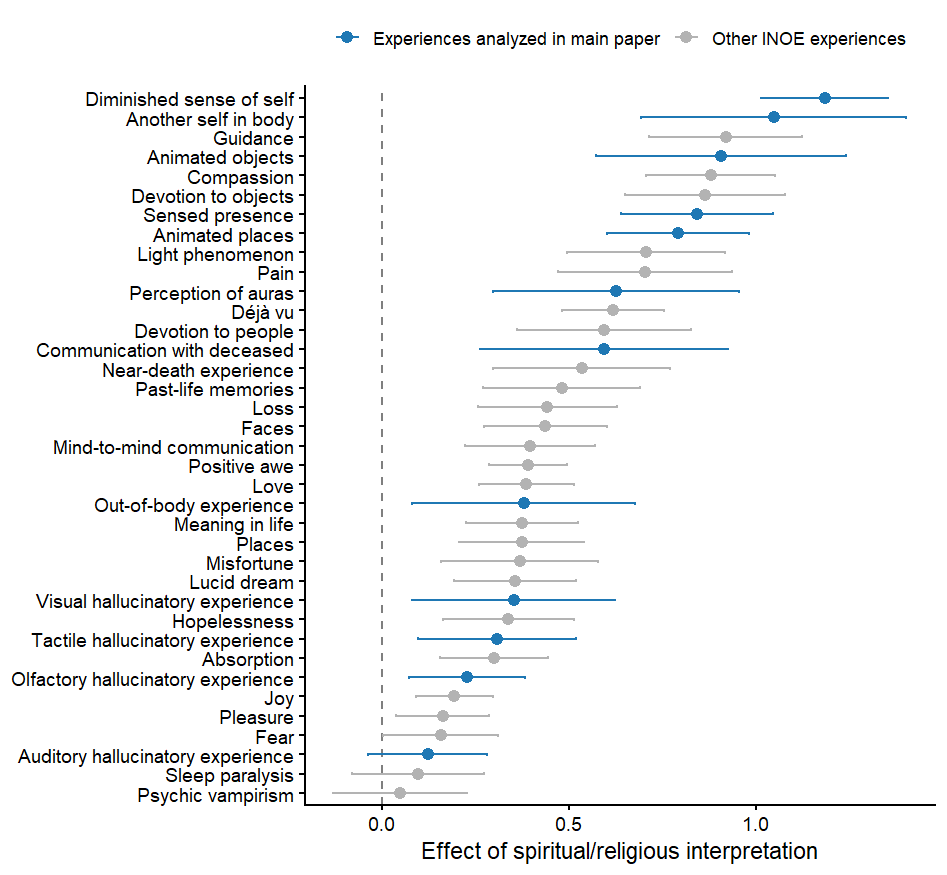 Experiences analyzed in main paper Other INOE experiences
Diminished sense of self
Another self in body
Guidance
Animated objects
Compassion
Devotion to objects
Sensed presence
Animated places
Light phenomenon
Pain
Perception of auras
Déjà vu
Devotion to people
Communication with deceased
Near-death experience
Past-life memories
Loss
Faces
Mind-to-mind communication
Positive awe
Love
Out-of-body experience
Meaning in life
Places
Misfortune
Lucid dream
Visual hallucinatory experience
Hopelessness
Tactile hallucinatory experience
Absorption
Olfactory hallucinatory experience
Joy
Pleasure
Fear
Auditory hallucinatory experience
Sleep paralysis
Psychic vampirism
0.0 0.5 1.0
Effect of spiritual/religious interpretation